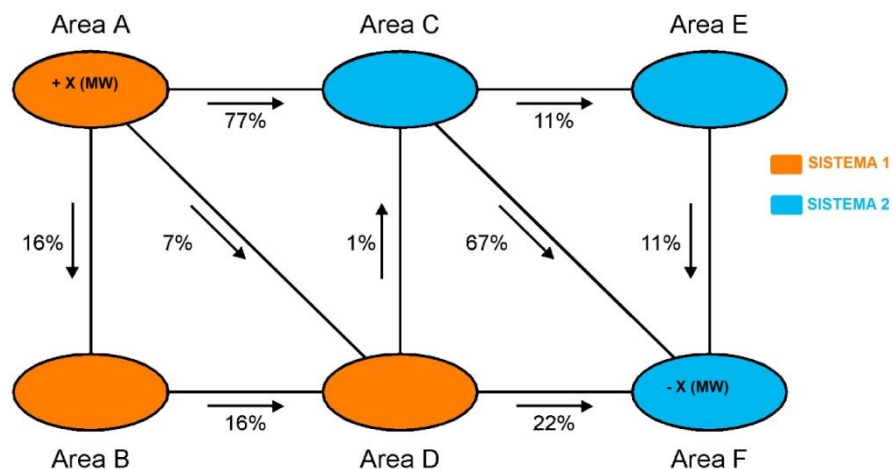 Area A
Area C
Area E
+ X (MW)
77%
11%
SISTEMA 1
SISTEMA 2
16%
7%
1%
67%
11%
- X (MW)
16%
22%
Area B
Area D
Area F